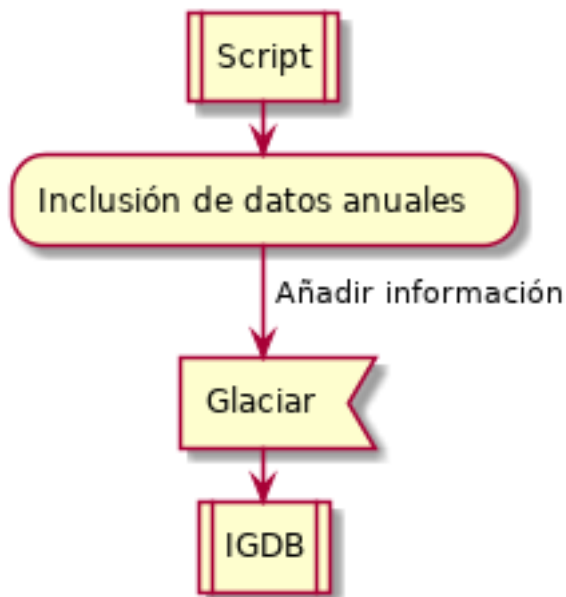 Script
Inclusión de datos anuales
Añadir información
Glaciar
IGDB